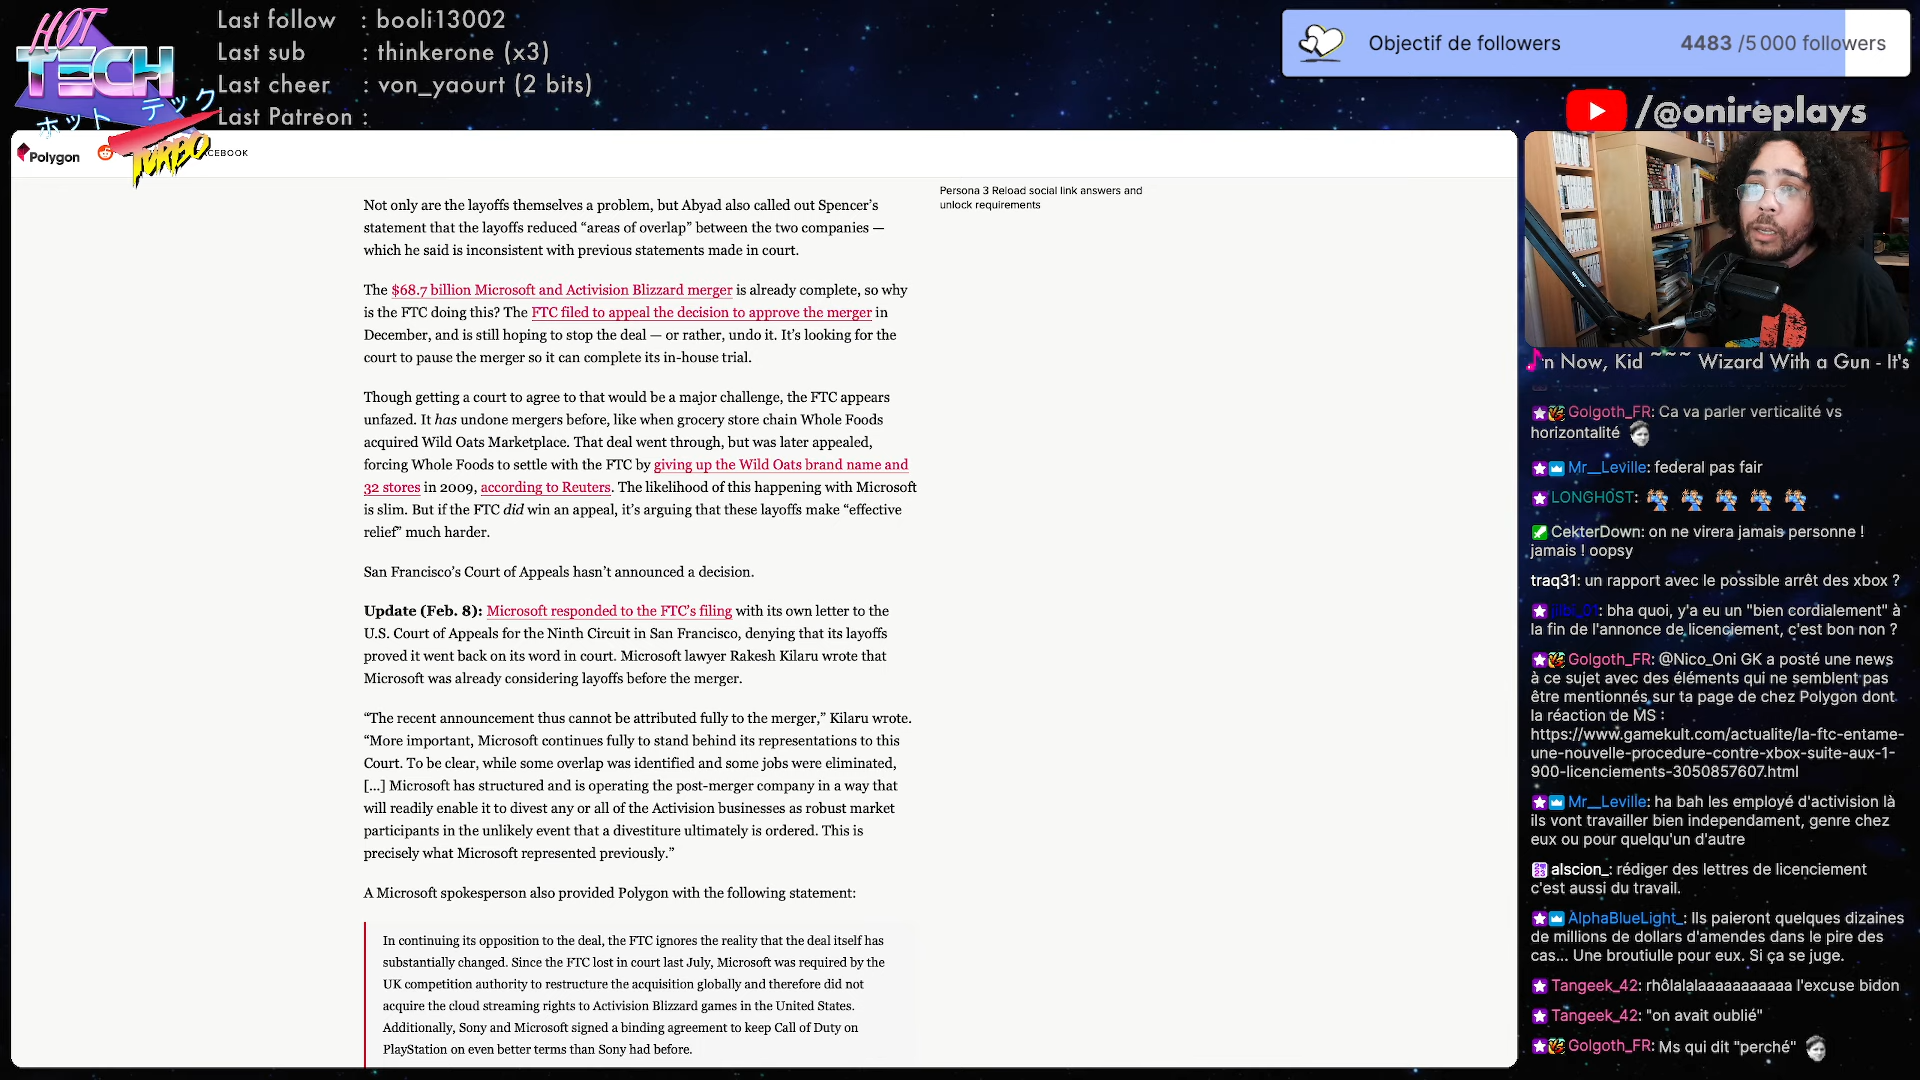 HOT
TECH
ホット テック
TURBO
Last follow : booli13002
Last sub : thinkerone (x3)
Last cheer : von_yaourt (2 bits)
Last Patreon :
Objectif de followers 4483 /5 000 followers
/@onireplays
Polygon
CEBOOK
Not only are the layoffs themselves a problem, but Abyad also called out Spencer’s
statement that the layoffs reduced “areas of overlap” between the two companies —
which he said is inconsistent with previous statements made in court.
The $68.7 billion Microsoft and Activision Blizzard merger is already complete, so why
is the FTC doing this? The FTC filed to appeal the decision to approve the merger in
December, and is still hoping to stop the deal — or rather, undo it. It’s looking for the
court to pause the merger so it can complete its in-house trial.
Though getting a court to agree to that would be a major challenge, the FTC appears
unfazed. It has undone mergers before, like when grocery store chain Whole Foods
acquired Wild Oats Marketplace. That deal went through, but was later appealed,
forcing Whole Foods to settle with the FTC by giving up the Wild Oats brand name and
32 stores in 2009, according to Reuters. The likelihood of this happening with Microsoft
is slim. But if the FTC did win an appeal, it’s arguing that these layoffs make “effective
relief” much harder.
San Francisco’s Court of Appeals hasn’t announced a decision.
Update (Feb. 8): Microsoft responded to the FTC’s filing with its own letter to the
U.S. Court of Appeals for the Ninth Circuit in San Francisco, denying that its layoffs
proved it went back on its word in court. Microsoft lawyer Rakesh Kilaru wrote that
Microsoft was already considering layoffs before the merger.
“The recent announcement thus cannot be attributed fully to the merger,” Kilaru wrote.
“More important, Microsoft continues fully to stand behind its representations to this
Court. To be clear, while some overlap was identified and some jobs were eliminated,
[...] Microsoft has structured and is operating the post-merger company in a way that
will readily enable it to divest any or all of the Activision businesses as robust market
participants in the unlikely event that a divestiture ultimately is ordered. This is
precisely what Microsoft represented previously.”
A Microsoft spokesperson also provided Polygon with the following statement:
In continuing its opposition to the deal, the FTC ignores the reality that the deal itself has
substantially changed. Since the FTC lost in court last July, Microsoft was required by the
UK competition authority to restructure the acquisition globally and therefore did not
acquire the cloud streaming rights to Activision Blizzard games in the United States.
Additionally, Sony and Microsoft signed a binding agreement to keep Call of Duty on
PlayStation on even better terms than Sony had before.
Persona 3 Reload social link answers and
unlock requirements
n Now, Kid ~~~ Wizard With a Gun - It's
Golgoth_FR: Ca va parler verticalité vs
horizontalité
Mr__Leville: federal pas fair
LONGH0ST:
CekterDown: on ne virera jamais personne !
jamais ! oopsy
traq31: un rapport avec le possible arrêt des xbox ?
: bha quoi, y'a eu un "bien cordialement" à
la fin de l'annonce de licenciement, c'est bon non ?
Golgoth_FR: @Nico_Oni GK a posté une news
à ce sujet avec des éléments qui ne semblent pas
être mentionnés sur ta page de chez Polygon dont
la réaction de MS :
https://www.gamekult.com/actualite/la-ftc-entame-
une-nouvelle-procedure-contre-xbox-suite-aux-1-
900-licenciements-3050857607.html
Mr__Leville: ha bah les employé d'activision là
ils vont travailler bien independament, genre chez
eux ou pour quelqu'un d'autre
alscion_: rédiger des lettres de licenciement
c'est aussi du travail.
AlphaBlueLight_: Ils paieront quelques dizaines
de millions de dollars d'amendes dans le pire des
cas... Une broutiulle pour eux. Si ça se juge.
Tangeek_42: rhôlalalaaaaaaaaaaa l'excuse bidon
Tangeek_42: "on avait oublié"
Golgoth_FR: Ms qui dit "perché"